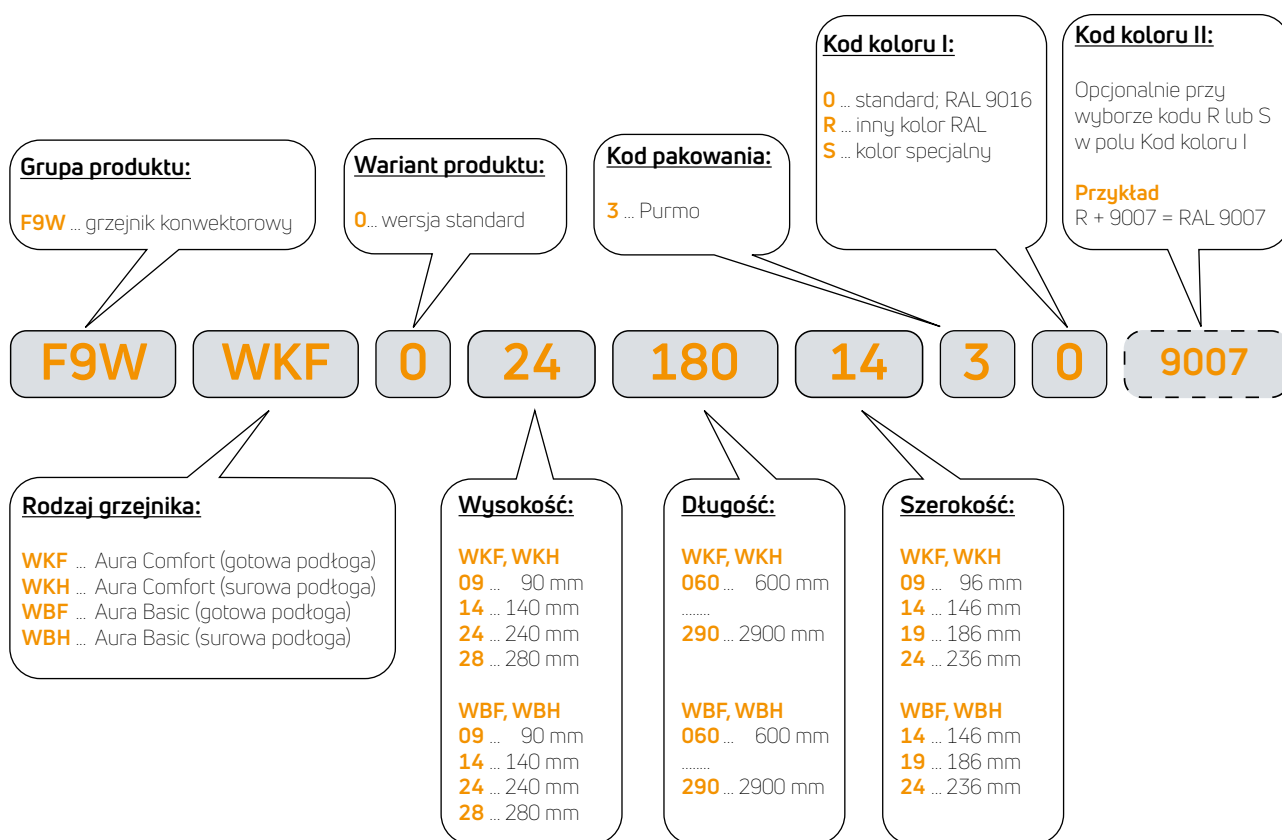 Grupa produktu:
F9W ... grzejnik konwektorowy
Wariant produktu:
0... wersja standard
Kod pakowania:
3 ... Purmo
Kod koloru I:
0 ... standard; RAL 9016
R ... inny kolor RAL
S ... kolor specjalny
Kod koloru II:
Opcjonalnie przy
wyborze kodu R lub S
w polu Kod koloru I
Przykład
R + 9007 = RAL 9007
F9W WKF 0 24 180 14 3 0 9007
Rodzaj grzejnika:
WKF ... Aura Comfort (gotowa podłoga)
WKH ... Aura Comfort (surowa podłoga)
WBF ... Aura Basic (gotowa podłoga)
WBH ... Aura Basic (surowa podłoga)
Wysokość:
WKF, WKH
09 ... 90 mm
14 ... 140 mm
24 ... 240 mm
28 ... 280 mm
WBF, WBH
09 ... 90 mm
14 ... 140 mm
24 ... 240 mm
28 ... 280 mm
Długość:
WKF, WKH
060 ... 600 mm
........
290 ... 2900 mm
WBF, WBH
060 ... 600 mm
........
290 ... 2900 mm
Szerokość:
WKF, WKH
09 ... 96 mm
14 ... 146 mm
19 ... 186 mm
24 ... 236 mm
WBF, WBH
14 ... 146 mm
19 ... 186 mm
24 ... 236 mm